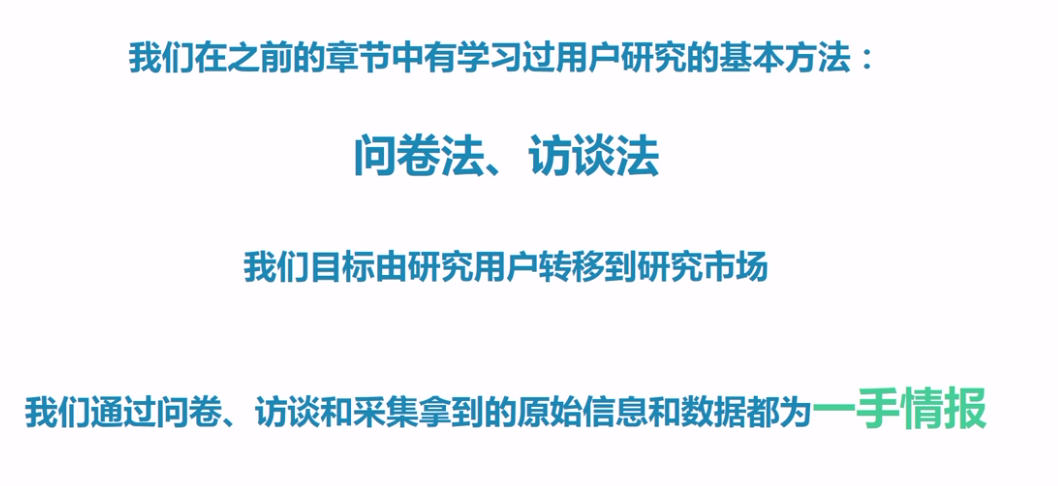 我们在之前的章节中有学习过用户研究的基本方法：
问卷法、访谈法
我们目标由研究用户转移到研究市场
我们通过问卷、访谈和采集拿到的原始信息和数据都为一手情报